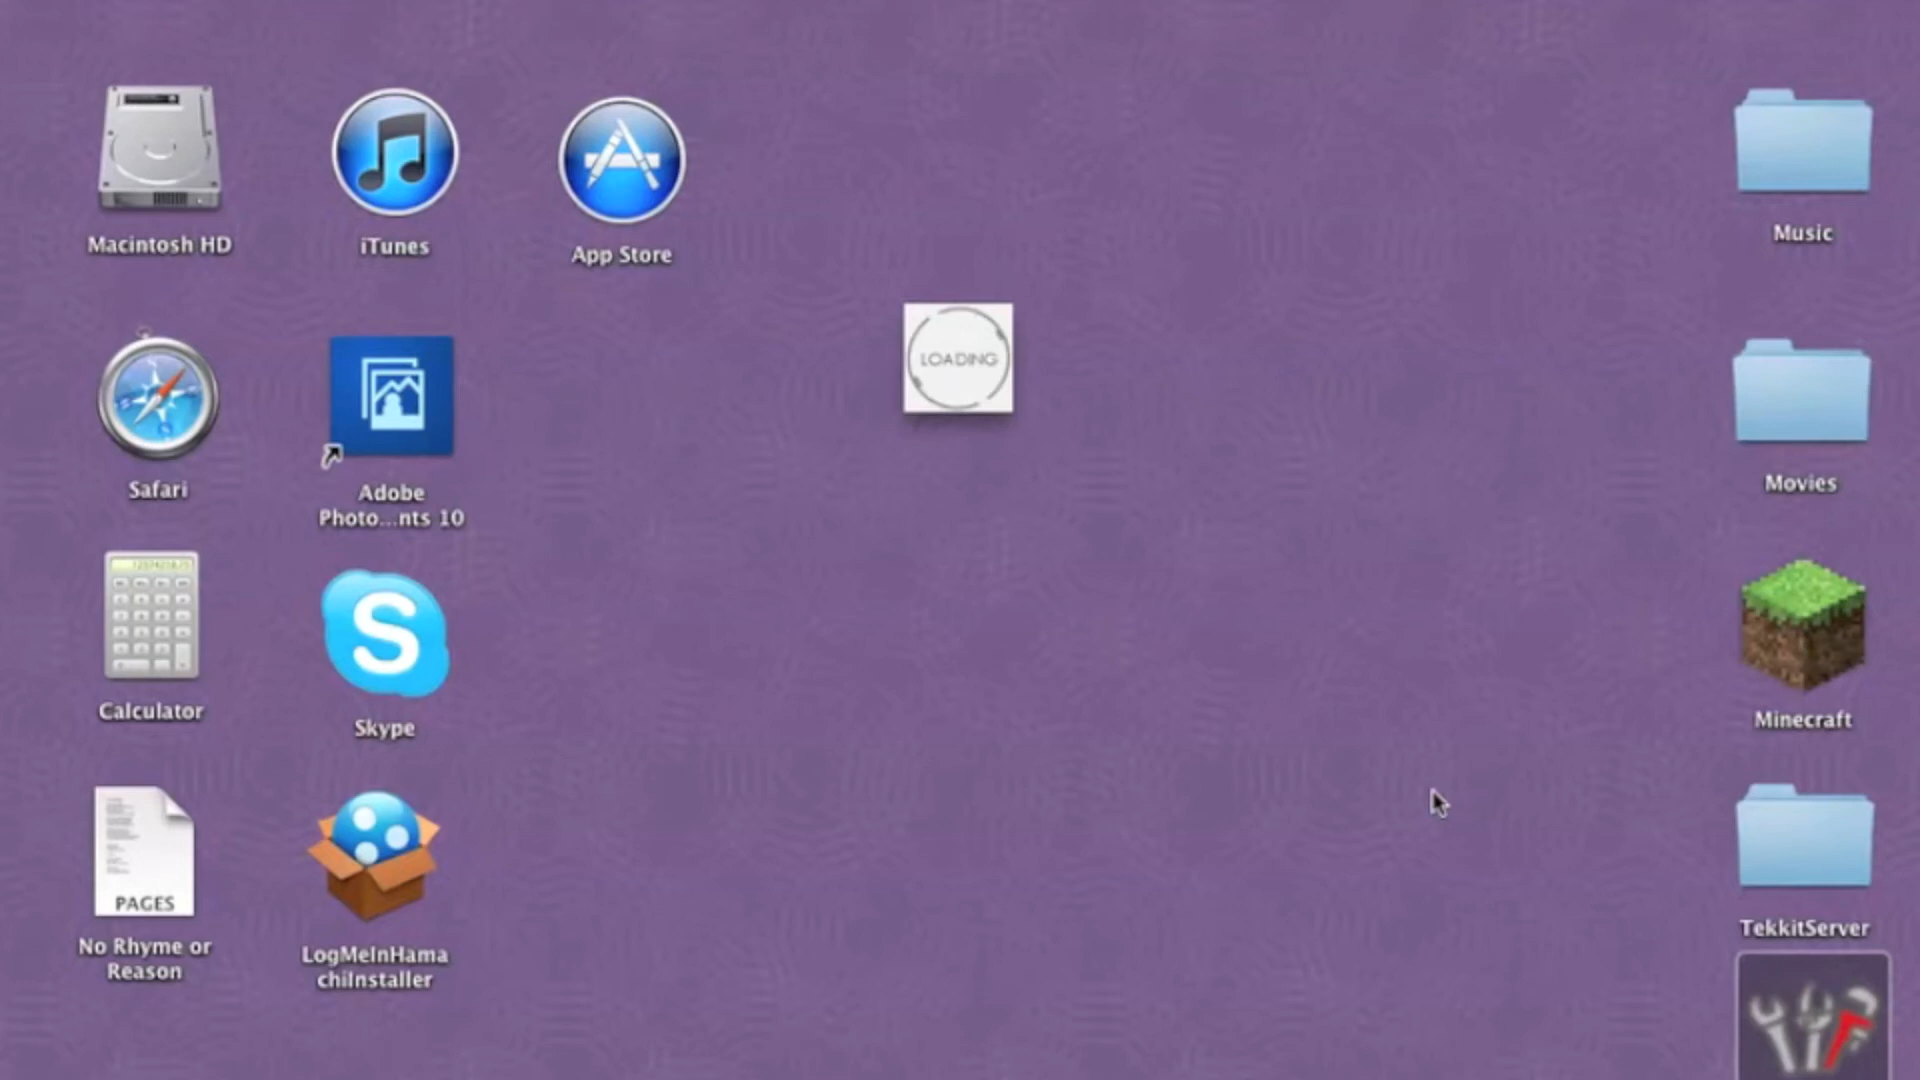 Macintosh HD
iTunes
App Store
Music
LOADING
Safari
Adobe
Photo...nts 10
Movies
Calculator
S
Skype
Minecraft
PAGES
No Rhyme or
Reason
LogMeInHama
chiInstaller
TekkitServer